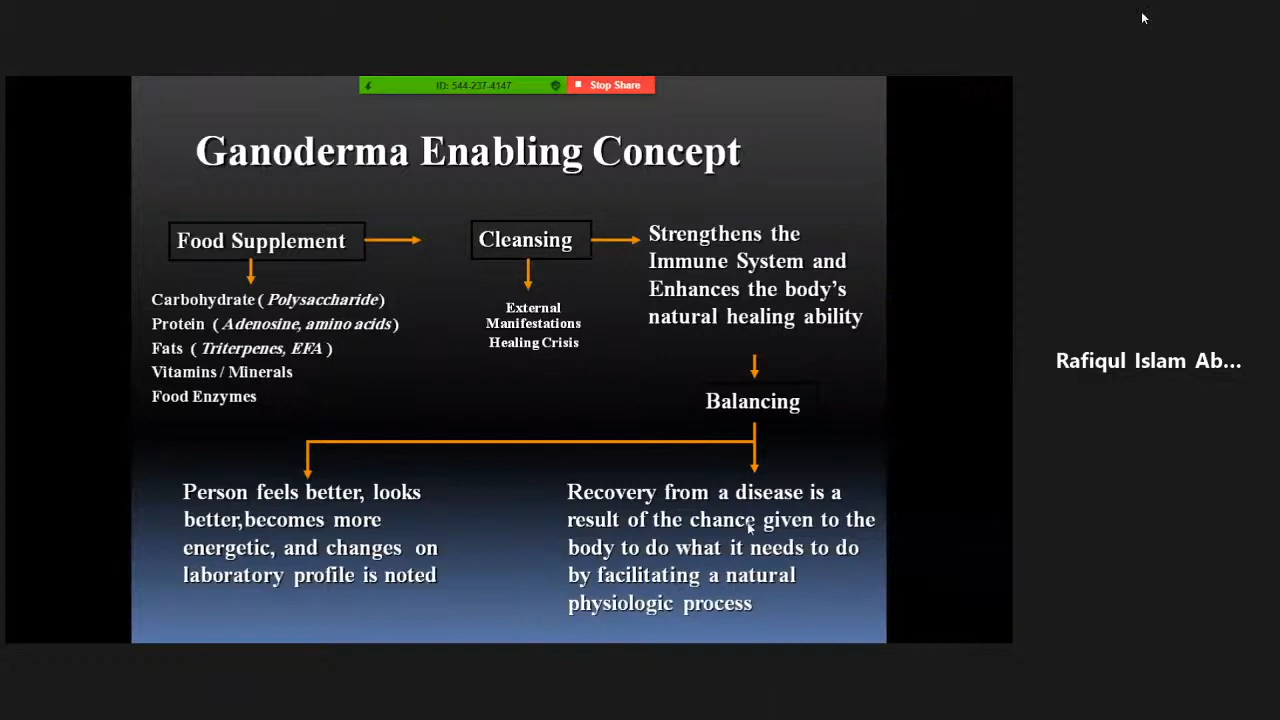 ID: 544-237-4147
Stop Share
Ganoderma Enabling Concept
Food Supplement
Carbohydrate ( Polysaccharide )
Protein ( Adenosine, amino acids )
Fats ( Triterpenes, EFA )
Vitamins / Minerals
Food Enzymes
Cleansing
External
Manifestations
Healing Crisis
Strengthens the
Immune System and
Enhances the body’s
natural healing ability
Balancing
Person feels better, looks
better,becomes more
energetic, and changes on
laboratory profile is noted
Recovery from a disease is a
result of the chance given to the
body to do what it needs to do
by facilitating a natural
physiologic process
Rafiqul Islam Ab...